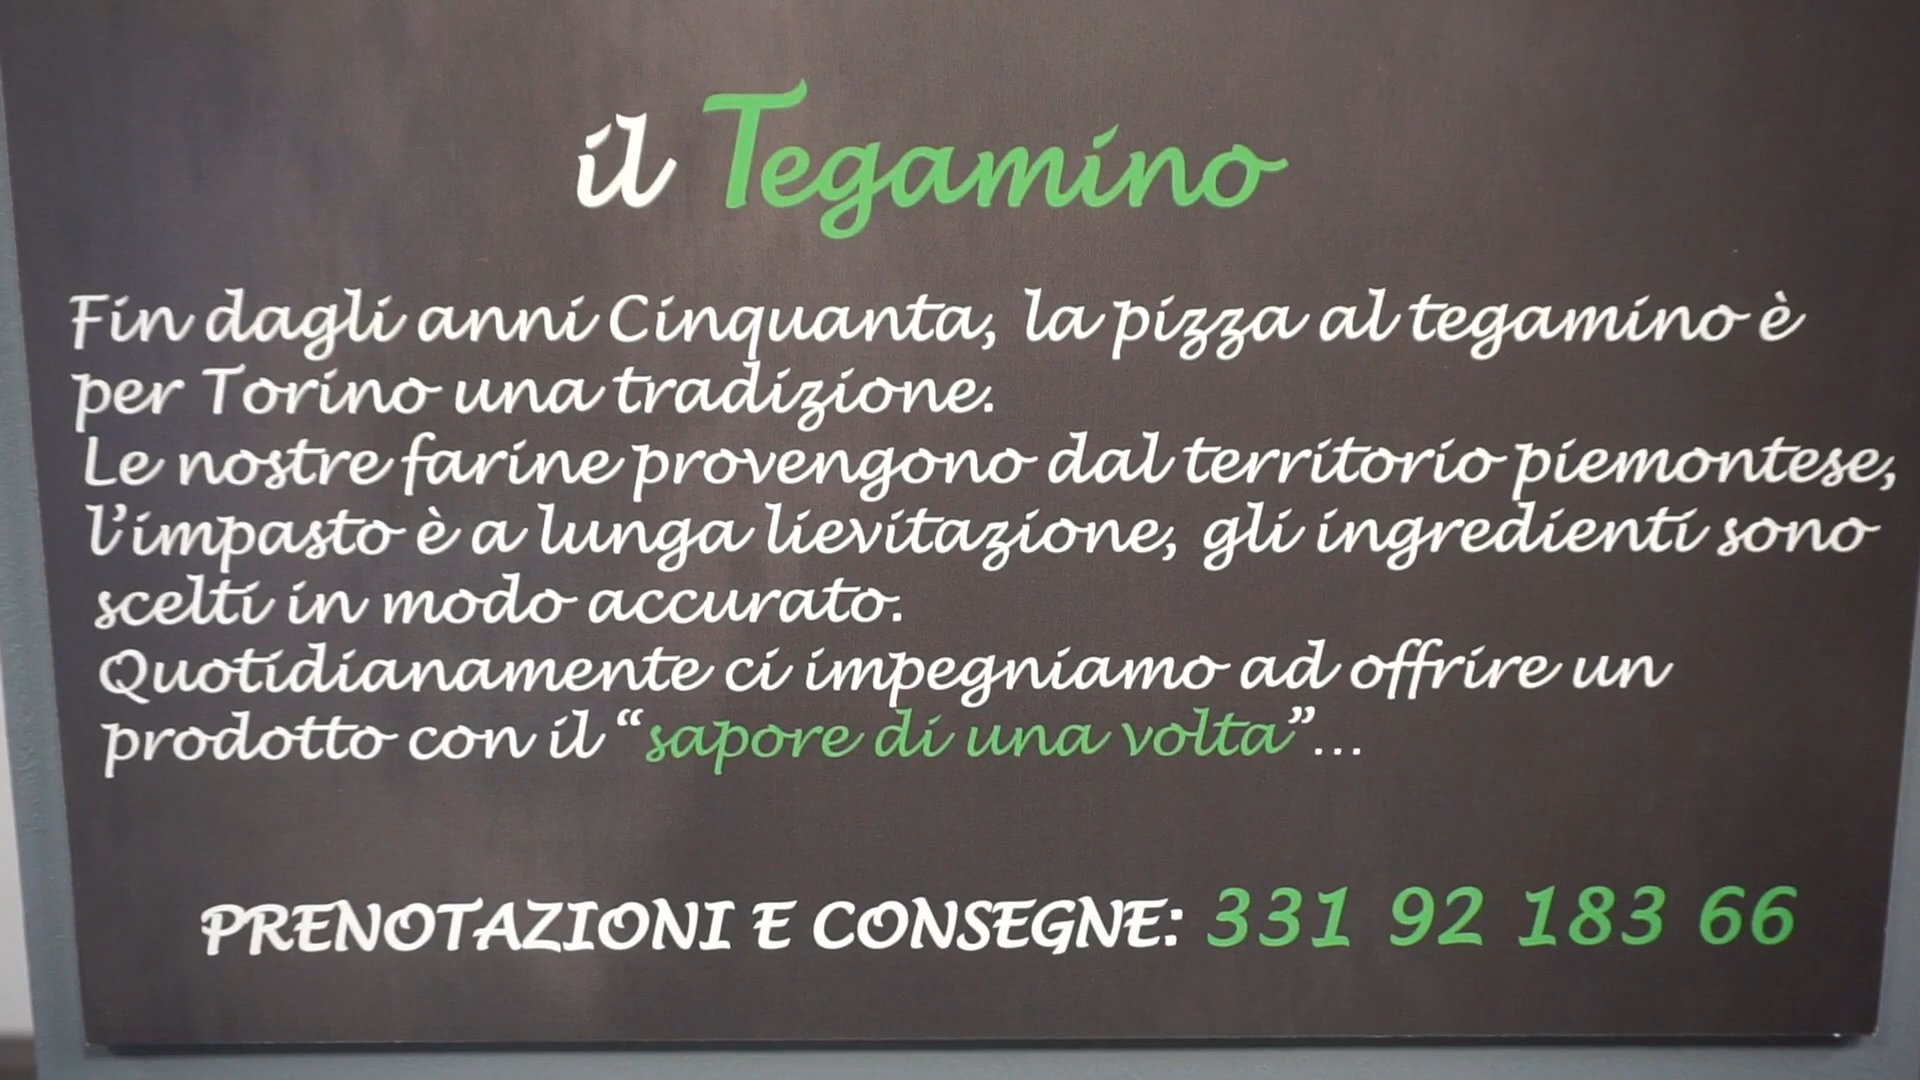 il Tegamino
Fin dagli anni Cinquanta, la pizza al tegamino è
per Torino una tradizione.
Le nostre farine provengono dal territorio piemontese,
l'impasto è a lunga lievitazione, gli ingredienti sono
scelti in modo accurato.
Quotidianamente ci impegniamo ad offrire un
prodotto con il “sapore di una volta”...
PRENOTAZIONI E CONSEGNE: 331 92 183 66